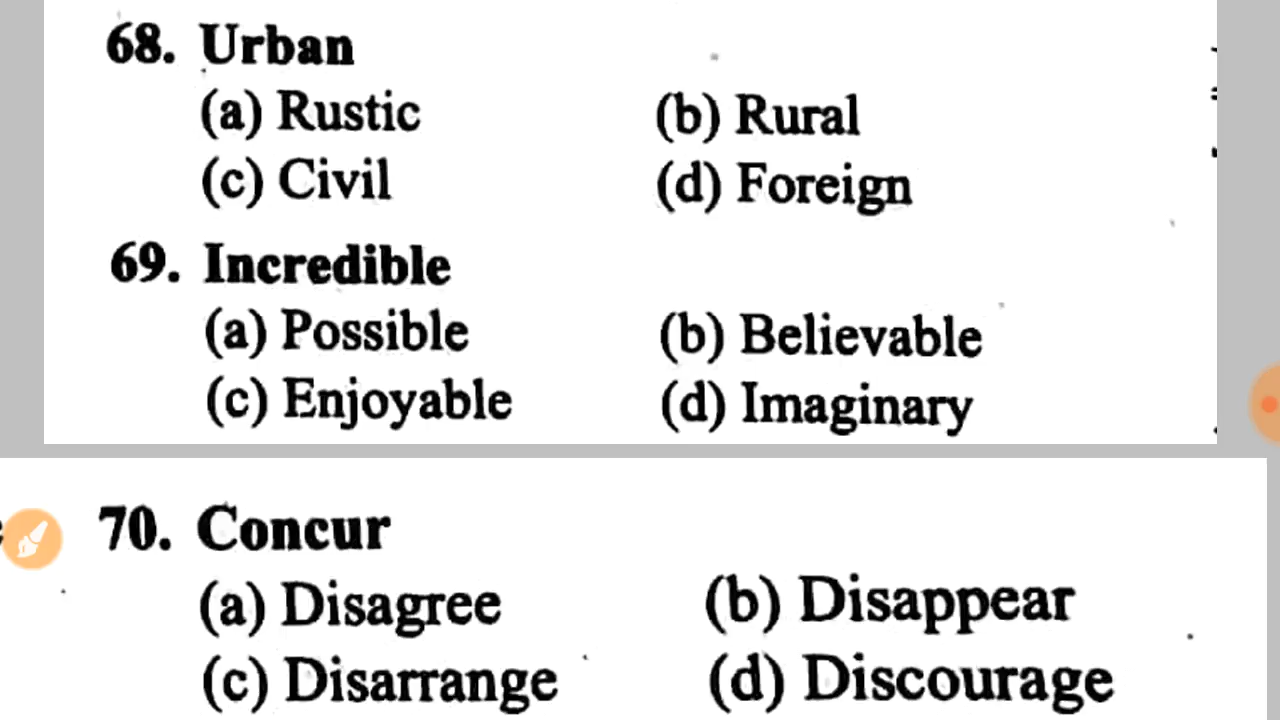 68. Urban
(a) Rustic (b) Rural
(c) Civil (d) Foreign
69. Incredible
(a) Possible (b) Believable
(c) Enjoyable (d) Imaginary
70. Concur
(a) Disagree (b) Disappear
(c) Disarrange (d) Discourage